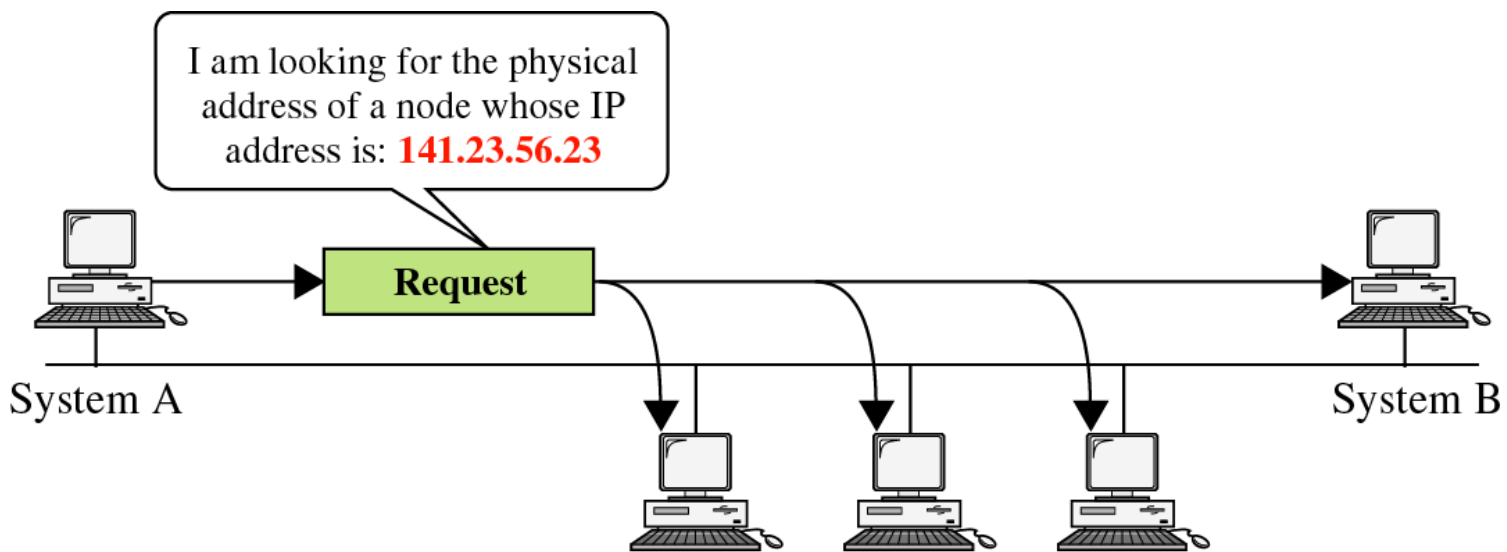 I am looking for the physical
address of a node whose IP
address is: 141.23.56.23
Request
System A
System B